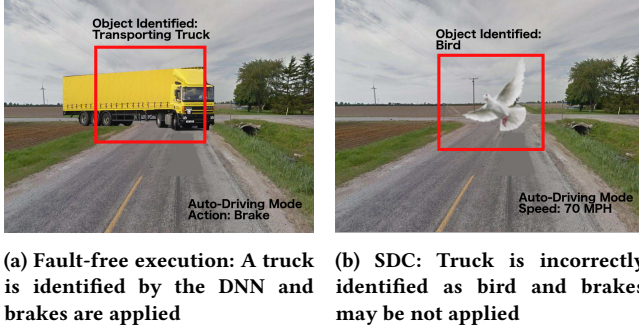 Object Identified:
Transporting Truck
Auto-Driving Mode
Action: Brake
(a) Fault-free execution: A truck
is identified by the DNN and
brakes are applied
Object Identified:
Bird
Auto-Driving Mode
Speed: 70 MPH
(b) SDC: Truck is incorrectly
identified as bird and brakes
may be not applied